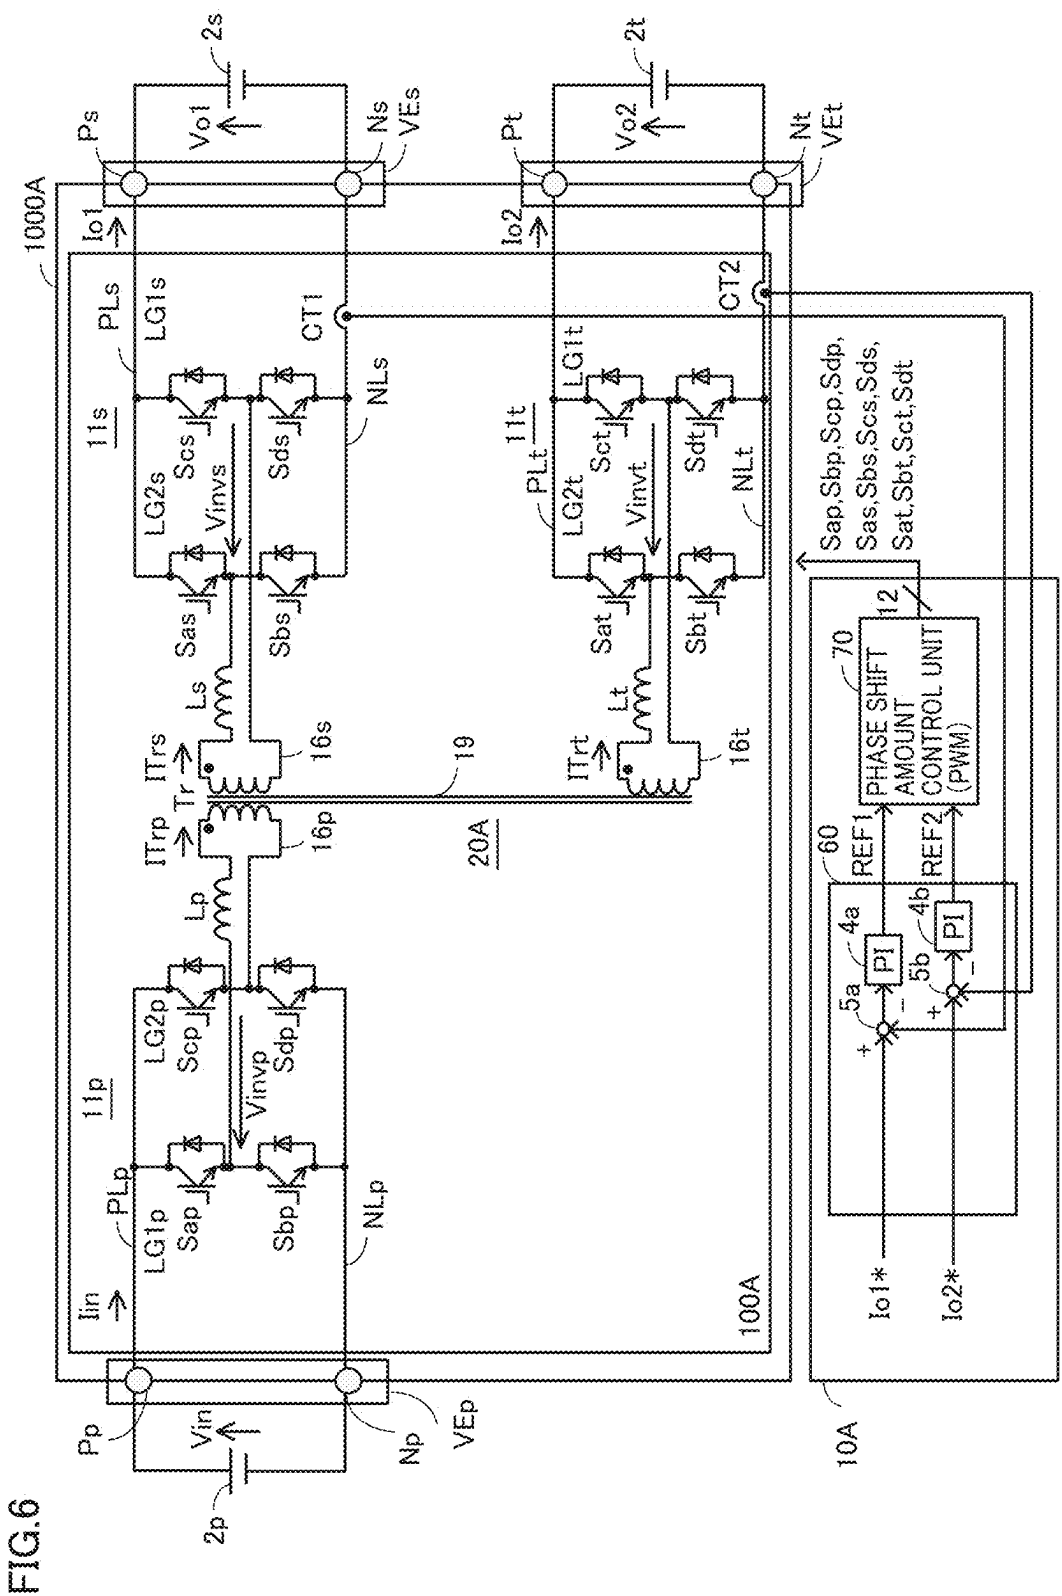 FIG.6
1000A
100A
2p
Vin
Pp
Np
VEp
Iin
PLp
LG1p
11p
LG2p
Sap
Sbp
Scp
Sdp
Vinvp
NLp
Lp
ITrp
Tr
ITrs
16p
16s
19
20A
Ls
Sas
Sbs
LG2s
Vinvs
11s
Scs
Sds
PLs
LG1s
NLs
CT1
Io1
Ps
Ns
VEs
Vo1
2s
ITrt
16t
Lt
Sat
Sbt
PLt
LG2t
Vinvt
11t
Sct
Sdt
LG1t
NLt
CT2
Io2
Pt
Nt
VEt
Vo2
2t
10A
Io1*
Io2*
60
+
−
5a
+
−
5b
4a
PI
4b
PI
REF1
REF2
70
PHASE SHIFT
AMOUNT
CONTROL UNIT
(PWM)
12
Sap,Sbp,Scp,Sdp,
Sas,Sbs,Scs,Sds,
Sat,Sbt,Sct,Sdt